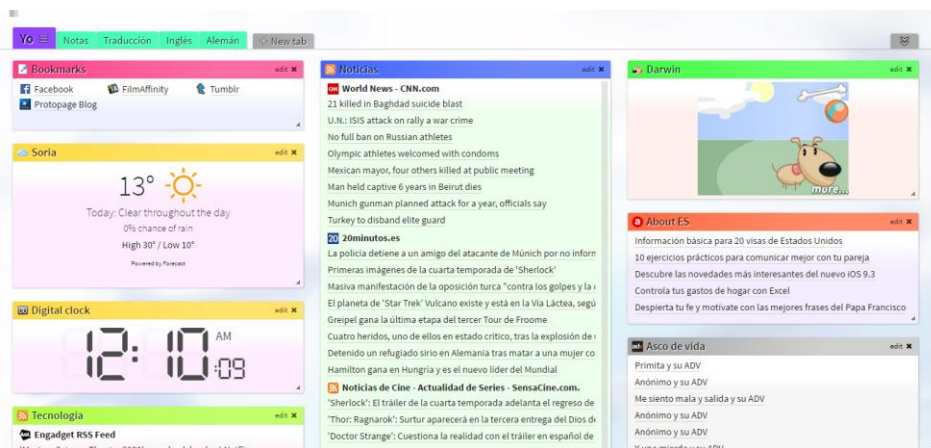 Yo
Notas
Traducción
Inglés
Alemán
New tab
Bookmarks
edit
Facebook
FilmAffinity
Tumblr
Protopage Blog
Soria
edit
13°
Today: Clear throughout the day
0% chance of rain
High 30° / Low 10°
Powered by Forecast
Digital clock
edit
12:10:09 AM
Tecnología
edit
Engadget RSS Feed
Noticias
edit
World News - CNN.com
21 killed in Baghdad suicide blast
U.N.: ISIS attack on rally a war crime
No full ban on Russian athletes
Olympic athletes welcomed with condoms
Mexican mayor, four others killed at public meeting
Man held captive 6 years in Beirut dies
Munich gunman planned attack for a year, officials say
Turkey to disband elite guard
20 20minutos.es
La policía detiene a un amigo del atacante de Múnich por no inform
Primeras imágenes de la cuarta temporada de 'Sherlock'
Masiva manifestación de la oposición turca "contra los golpes y la
El planeta de 'Star Trek' Vulcano existe y está en la Vía Láctea, segú
Greipel gana la última etapa del tercer Tour de Froome
Cuatro heridos, uno de ellos en estado crítico, tras la explosión de
Detenido un refugiado sirio en Alemania tras matar a una mujer co
Hamilton gana en Hungría y es el nuevo líder del Mundial
Noticias de Cine - Actualidad de Series - SensaCine.com.
'Sherlock': El tráiler de la cuarta temporada adelanta el regreso de
'Thor: Ragnarok': Surtur aparecerá en la tercera entrega del Dios de
'Doctor Strange': Cuestiona la realidad con el tráiler en español de
Darwin
edit
more...
About ES
edit
Información básica para 20 visas de Estados Unidos
10 ejercicios prácticos para comunicar mejor con tu pareja
Descubre las novedades más interesantes del nuevo iOS 9.3
Controla tus gastos de hogar con Excel
Despierta tu fe y motívate con las mejores frases del Papa Francisco
Asco de vida
edit
Primita y su ADV
Anónimo y su ADV
Me siento mala y salida y su ADV
Anónimo y su ADV
Anónimo y su ADV